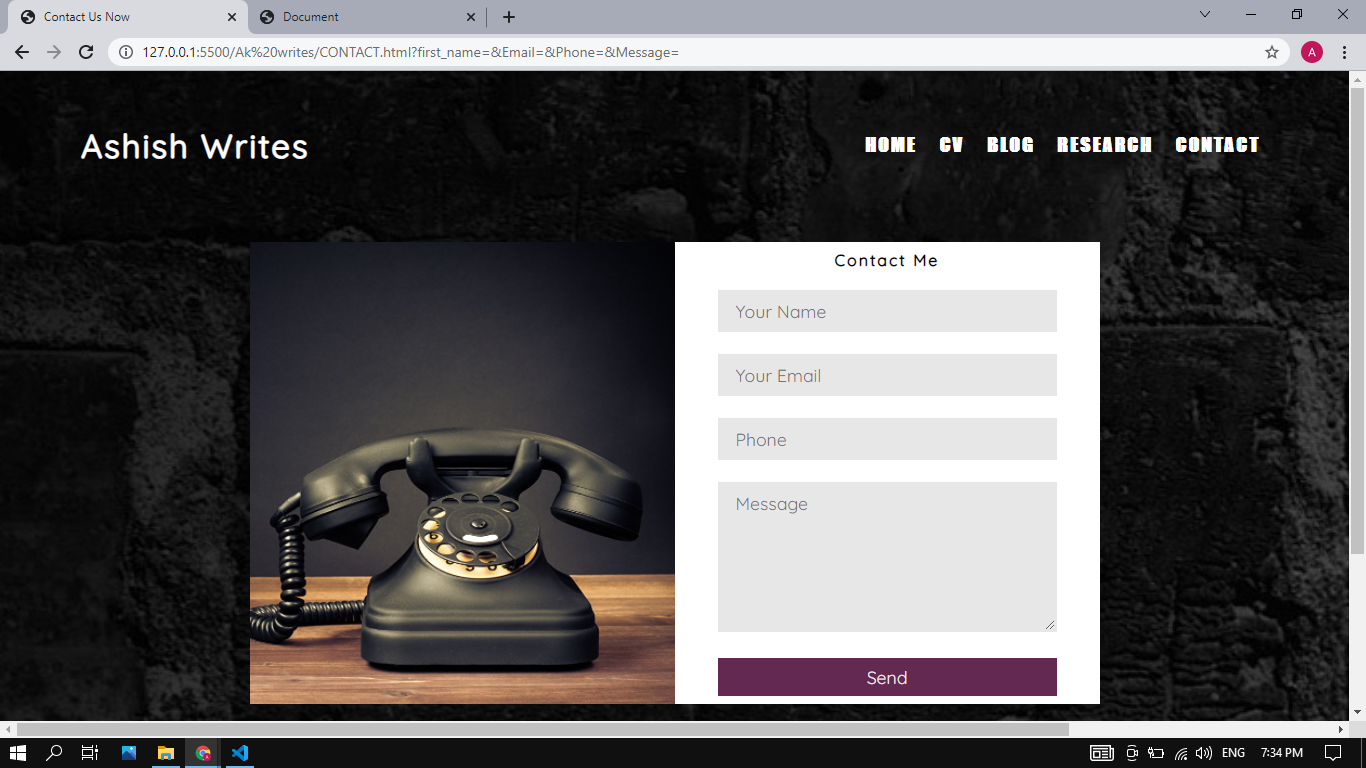 Contact Us Now
Document
127.0.0.1:5500/Ak%20writes/CONTACT.html?first_name=&Email=&Phone=&Message=
A
Ashish Writes
HOME CV BLOG RESEARCH CONTACT
Contact Me
Your Name
Your Email
Phone
Message
Send
ENG 7:34 PM